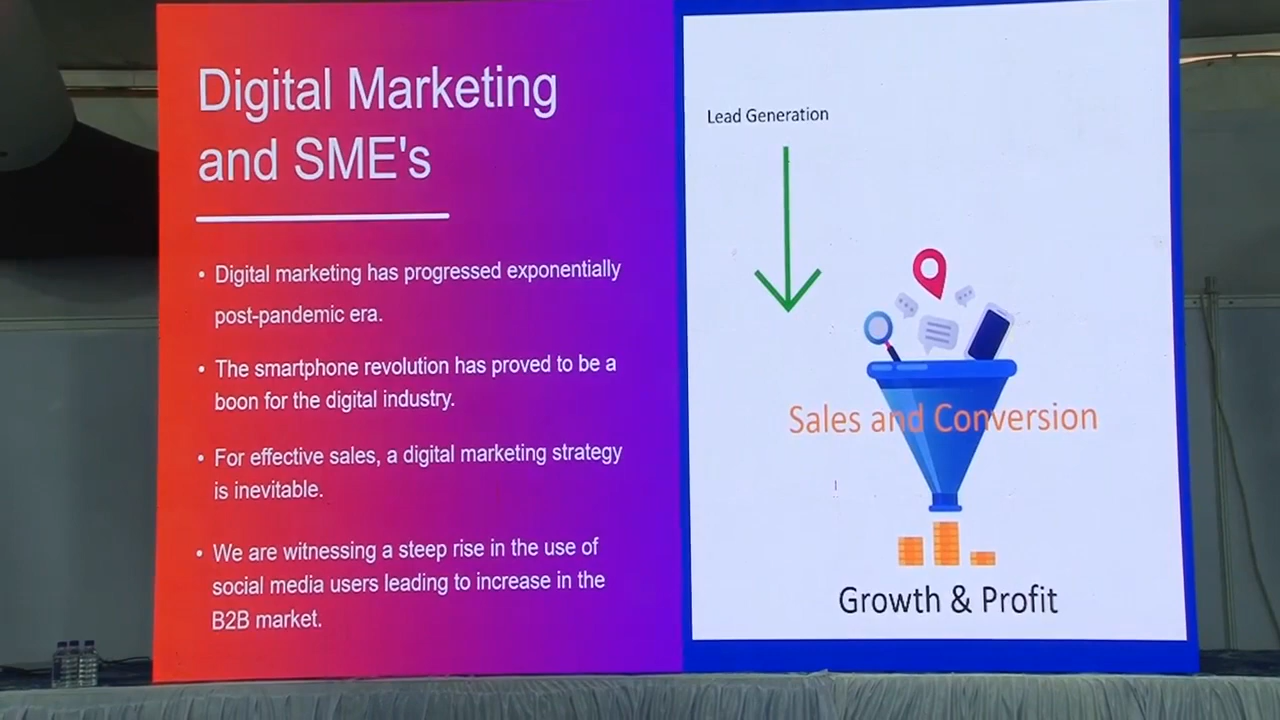 Digital Marketing
and SME's
• Digital marketing has progressed exponentially
post-pandemic era.
• The smartphone revolution has proved to be a
boon for the digital industry.
• For effective sales, a digital marketing strategy
is inevitable.
• We are witnessing a steep rise in the use of
social media users leading to increase in the
B2B market.
Lead Generation
Sales and Conversion
Growth & Profit